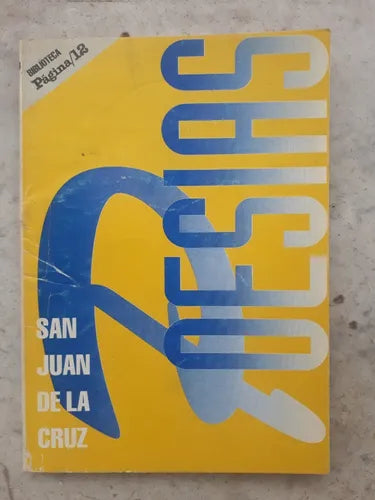 BIBLIOTECA
Página/12
POESIAS
SAN
JUAN
DE LA
CRUZ